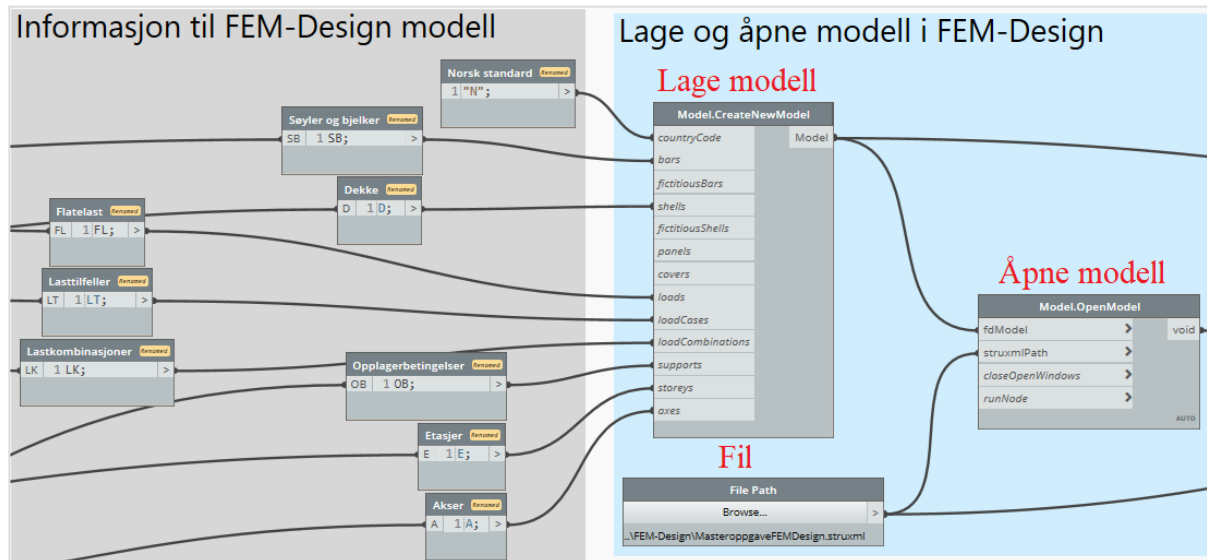 Informasjon til FEM-Design modell
Norsk standard Renamed
1 "N"; >
Søyler og bjelker Renamed
SB 1 SB; >
Dekke Renamed
D 1 D; >
Flatelast Renamed
FL 1 FL; >
Lasttilfeller Renamed
LT 1 LT; >
Lastkombinasjoner Renamed
LK 1 LK; >
Opplagerbetingelser Renamed
OB 1 OB; >
Etasjer Renamed
E 1 E; >
Akser Renamed
A 1 A; >
Lage og åpne modell i FEM-Design
Lage modell
Model.CreateNewModel
countryCode Model
bars
fictitiousBars
shells
fictitiousShells
panels
covers
loads
loadCases
loadCombinations
supports
storeys
axes
Åpne modell
Model.OpenModel
fdModel > void
struxmlPath >
closeOpenWindows >
runNode >
AUTO
Fil
File Path
Browse... >
..\FEM-Design\MasteroppgaveFEMDesign.struxml